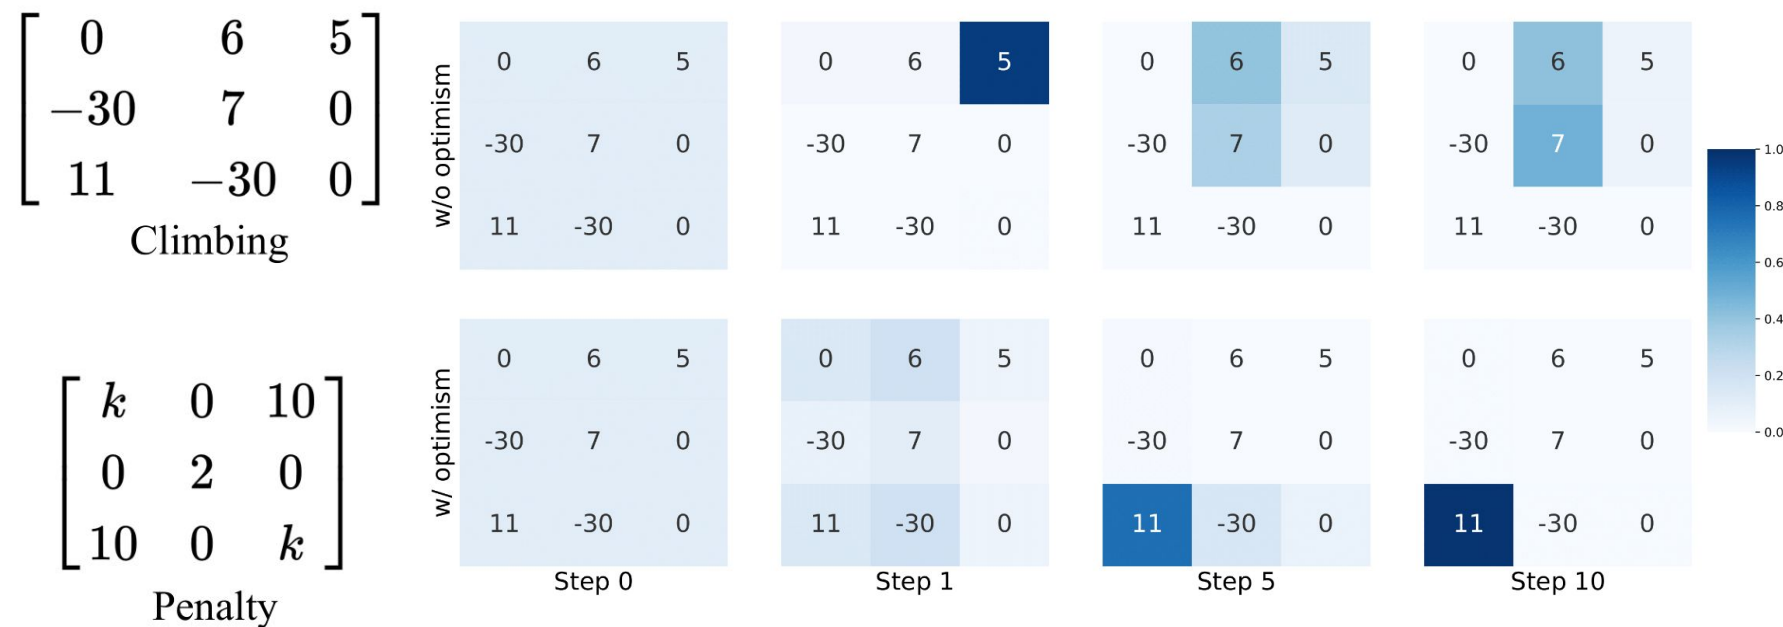 0 6 5
−30 7 0
11 −30 0
Climbing
k 0 10
0 2 0
10 0 k
Penalty
w/o optimism
0 6 5
-30 7 0
11 -30 0
0 6 5
-30 7 0
11 -30 0
0 6 5
-30 7 0
11 -30 0
0 6 5
-30 7 0
11 -30 0
w/ optimism
0 6 5
-30 7 0
11 -30 0
Step 0
0 6 5
-30 7 0
11 -30 0
Step 1
0 6 5
-30 7 0
11 -30 0
Step 5
0 6 5
-30 7 0
11 -30 0
Step 10
1.0
0.8
0.6
0.4
0.2
0.0